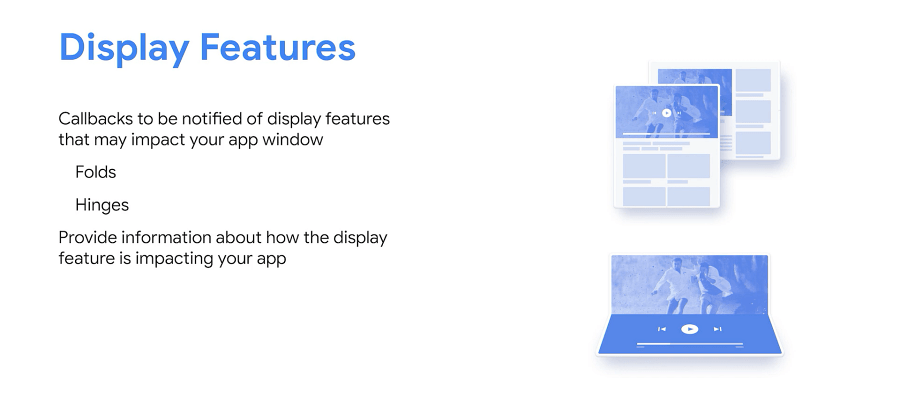 Display Features
Callbacks to be notified of display features
that may impact your app window
Folds
Hinges
Provide information about how the display
feature is impacting your app